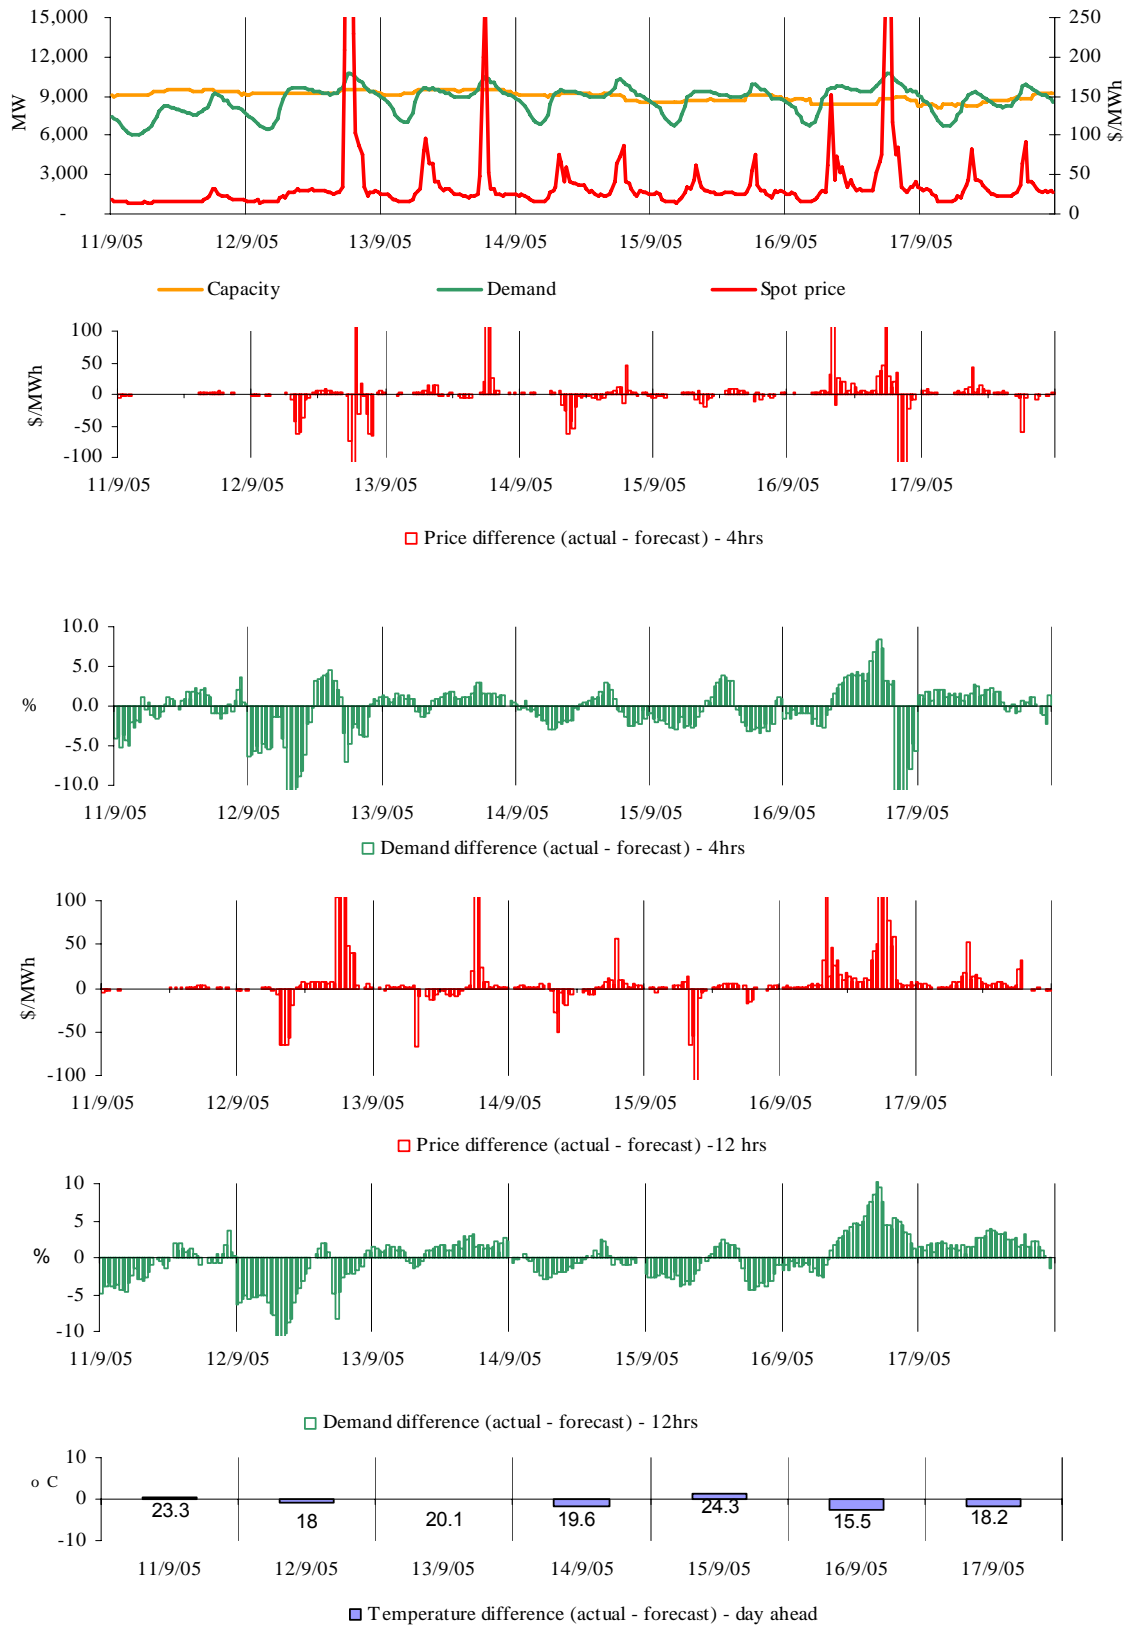 15,000 250
12,000 200
9,000 150
6,000 100
3,000 50
- 0
MW
$/MWh
11/9/05 12/9/05 13/9/05 14/9/05 15/9/05 16/9/05 17/9/05
Capacity Demand Spot price
100
50
0
-50
-100
$/MWh
11/9/05 12/9/05 13/9/05 14/9/05 15/9/05 16/9/05 17/9/05
Price difference (actual - forecast) - 4hrs
10.0
5.0
0.0
-5.0
-10.0
%
11/9/05 12/9/05 13/9/05 14/9/05 15/9/05 16/9/05 17/9/05
Demand difference (actual - forecast) - 4hrs
100
50
0
-50
-100
$/MWh
11/9/05 12/9/05 13/9/05 14/9/05 15/9/05 16/9/05 17/9/05
Price difference (actual - forecast) -12 hrs
10
5
0
-5
-10
%
11/9/05 12/9/05 13/9/05 14/9/05 15/9/05 16/9/05 17/9/05
Demand difference (actual - forecast) - 12hrs
10
0
-10
o C
23.3 18 20.1 19.6 24.3 15.5 18.2
11/9/05 12/9/05 13/9/05 14/9/05 15/9/05 16/9/05 17/9/05
Temperature difference (actual - forecast) - day ahead